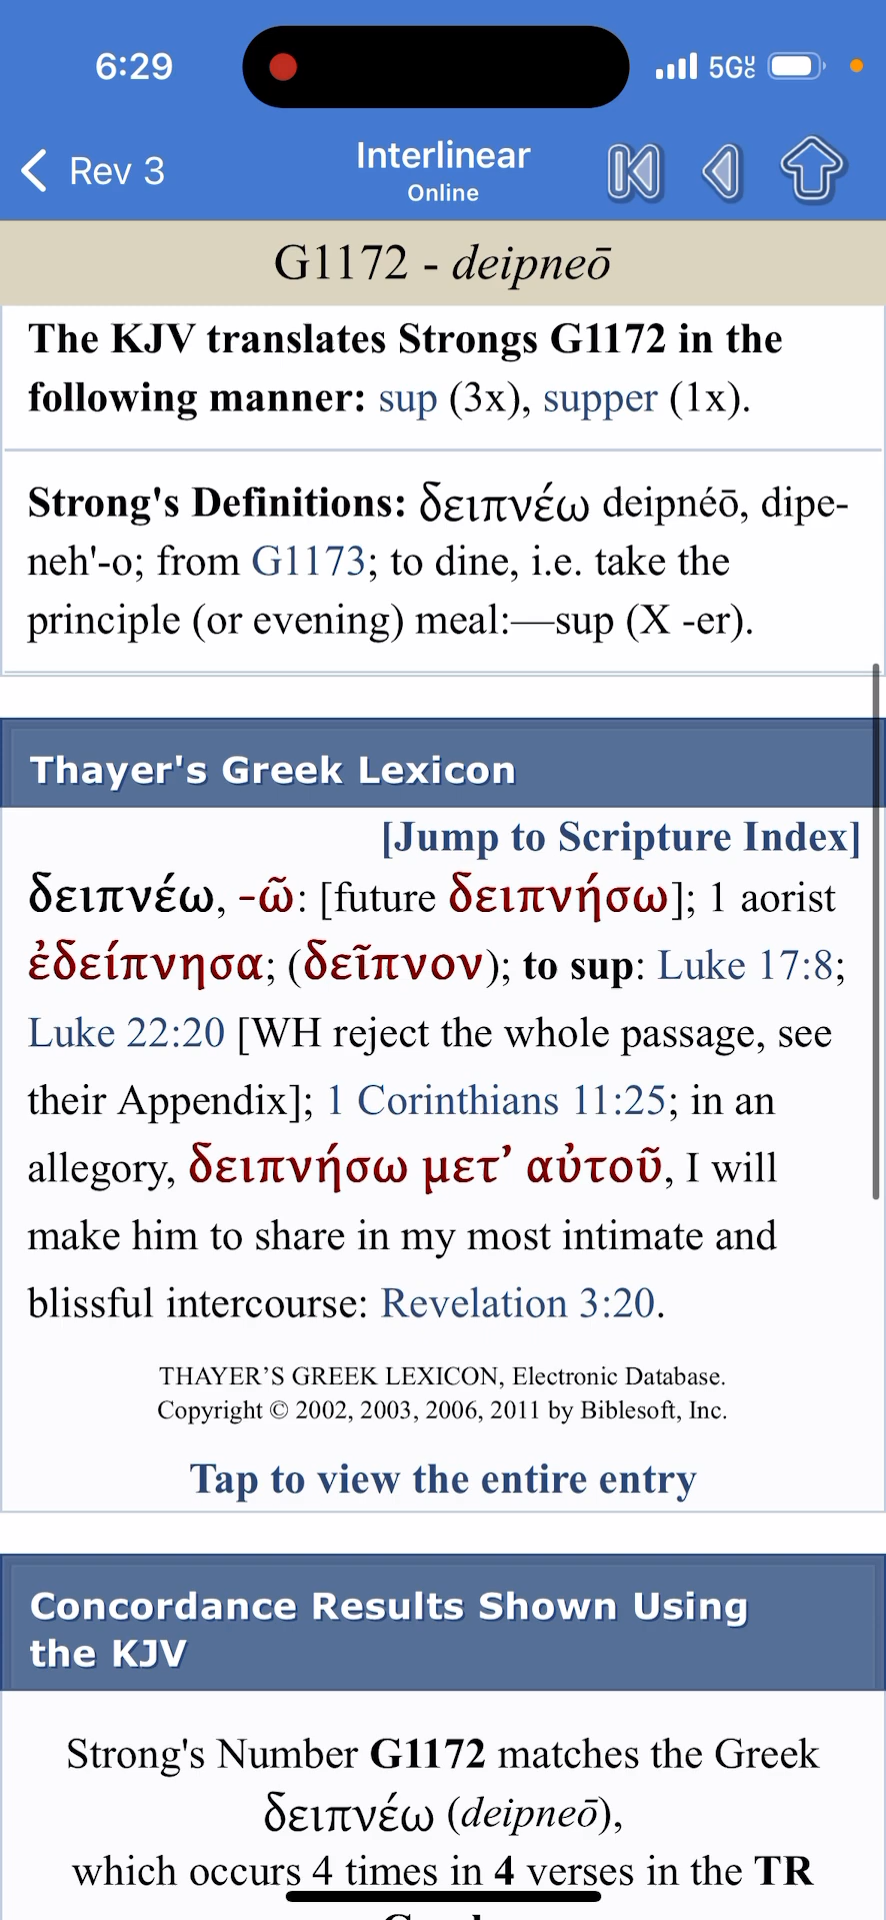 6:29
5GUC
Rev 3
Interlinear
Online
G1172 - deipneō
The KJV translates Strongs G1172 in the
following manner: sup (3x), supper (1x).
Strong's Definitions: δειπνέω deipnéō, dipe-
neh'-o; from G1173; to dine, i.e. take the
principle (or evening) meal:—sup (X -er).
Thayer's Greek Lexicon
[Jump to Scripture Index]
δειπνέω, -ῶ: [future δειπνήσω]; 1 aorist
ἐδείπνησα; (δεῖπνον); to sup: Luke 17:8;
Luke 22:20 [WH reject the whole passage, see
their Appendix]; 1 Corinthians 11:25; in an
allegory, δειπνήσω μετ’ αὐτοῦ, I will
make him to share in my most intimate and
blissful intercourse: Revelation 3:20.
THAYER’S GREEK LEXICON, Electronic Database.
Copyright © 2002, 2003, 2006, 2011 by Biblesoft, Inc.
Tap to view the entire entry
Concordance Results Shown Using
the KJV
Strong's Number G1172 matches the Greek
δειπνέω (deipneō),
which occurs 4 times in 4 verses in the TR